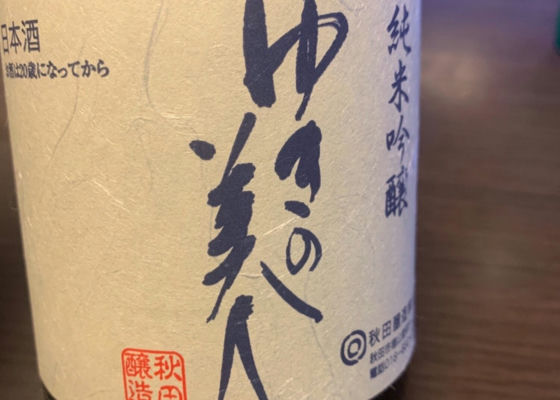 日本酒
お酒は20歳になってから
純米吟醸
ゆきの美人
秋田醸造
秋田
醸造